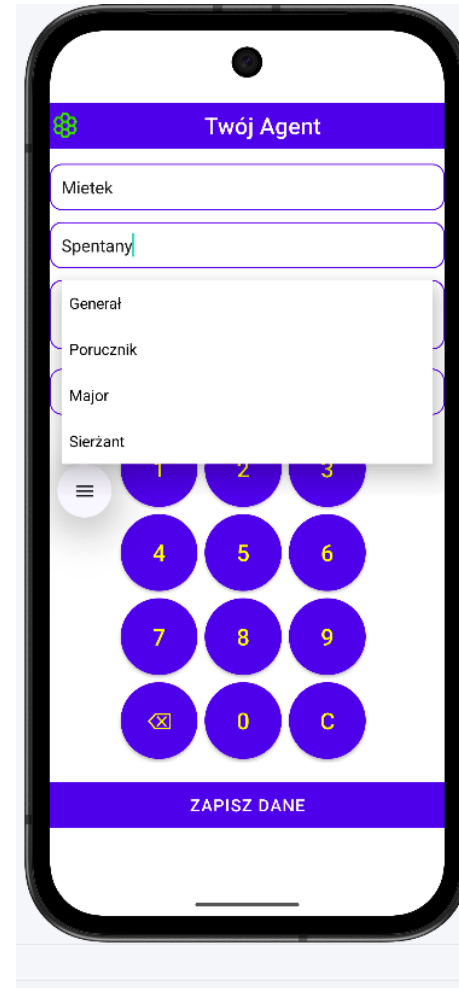 Twój Agent
Mietek
Spentany
Generał
Porucznik
Major
Sierżant
1 2 3
4 5 6
7 8 9
⌫ 0 C
ZAPISZ DANE